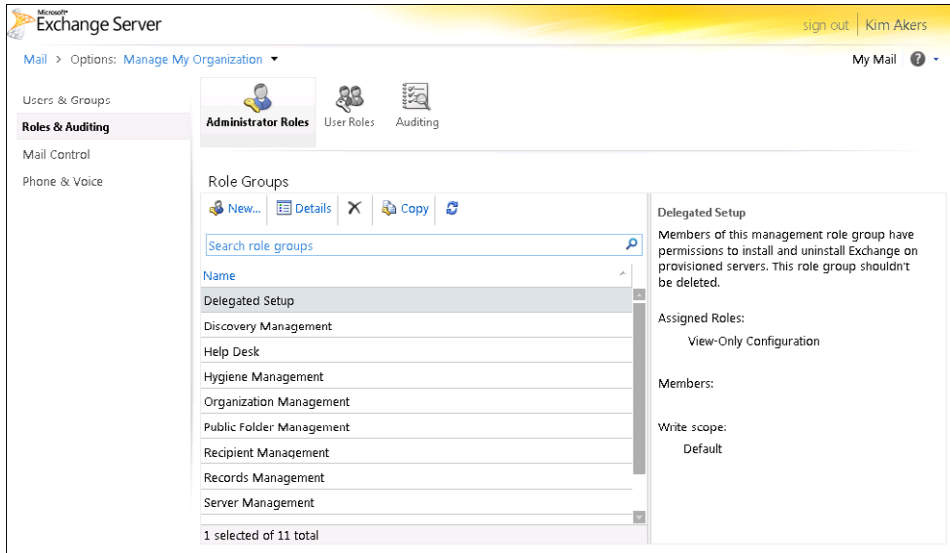 Microsoft
Exchange Server
sign out | Kim Akers
Mail > Options: Manage My Organization
My Mail
Users & Groups
Roles & Auditing
Mail Control
Phone & Voice
Administrator Roles
User Roles
Auditing
Role Groups
New...
Details
Copy
Search role groups
Name
Delegated Setup
Discovery Management
Help Desk
Hygiene Management
Organization Management
Public Folder Management
Recipient Management
Records Management
Server Management
1 selected of 11 total
Delegated Setup
Members of this management role group have
permissions to install and uninstall Exchange on
provisioned servers. This role group shouldn't
be deleted.
Assigned Roles:
View-Only Configuration
Members:
Write scope:
Default